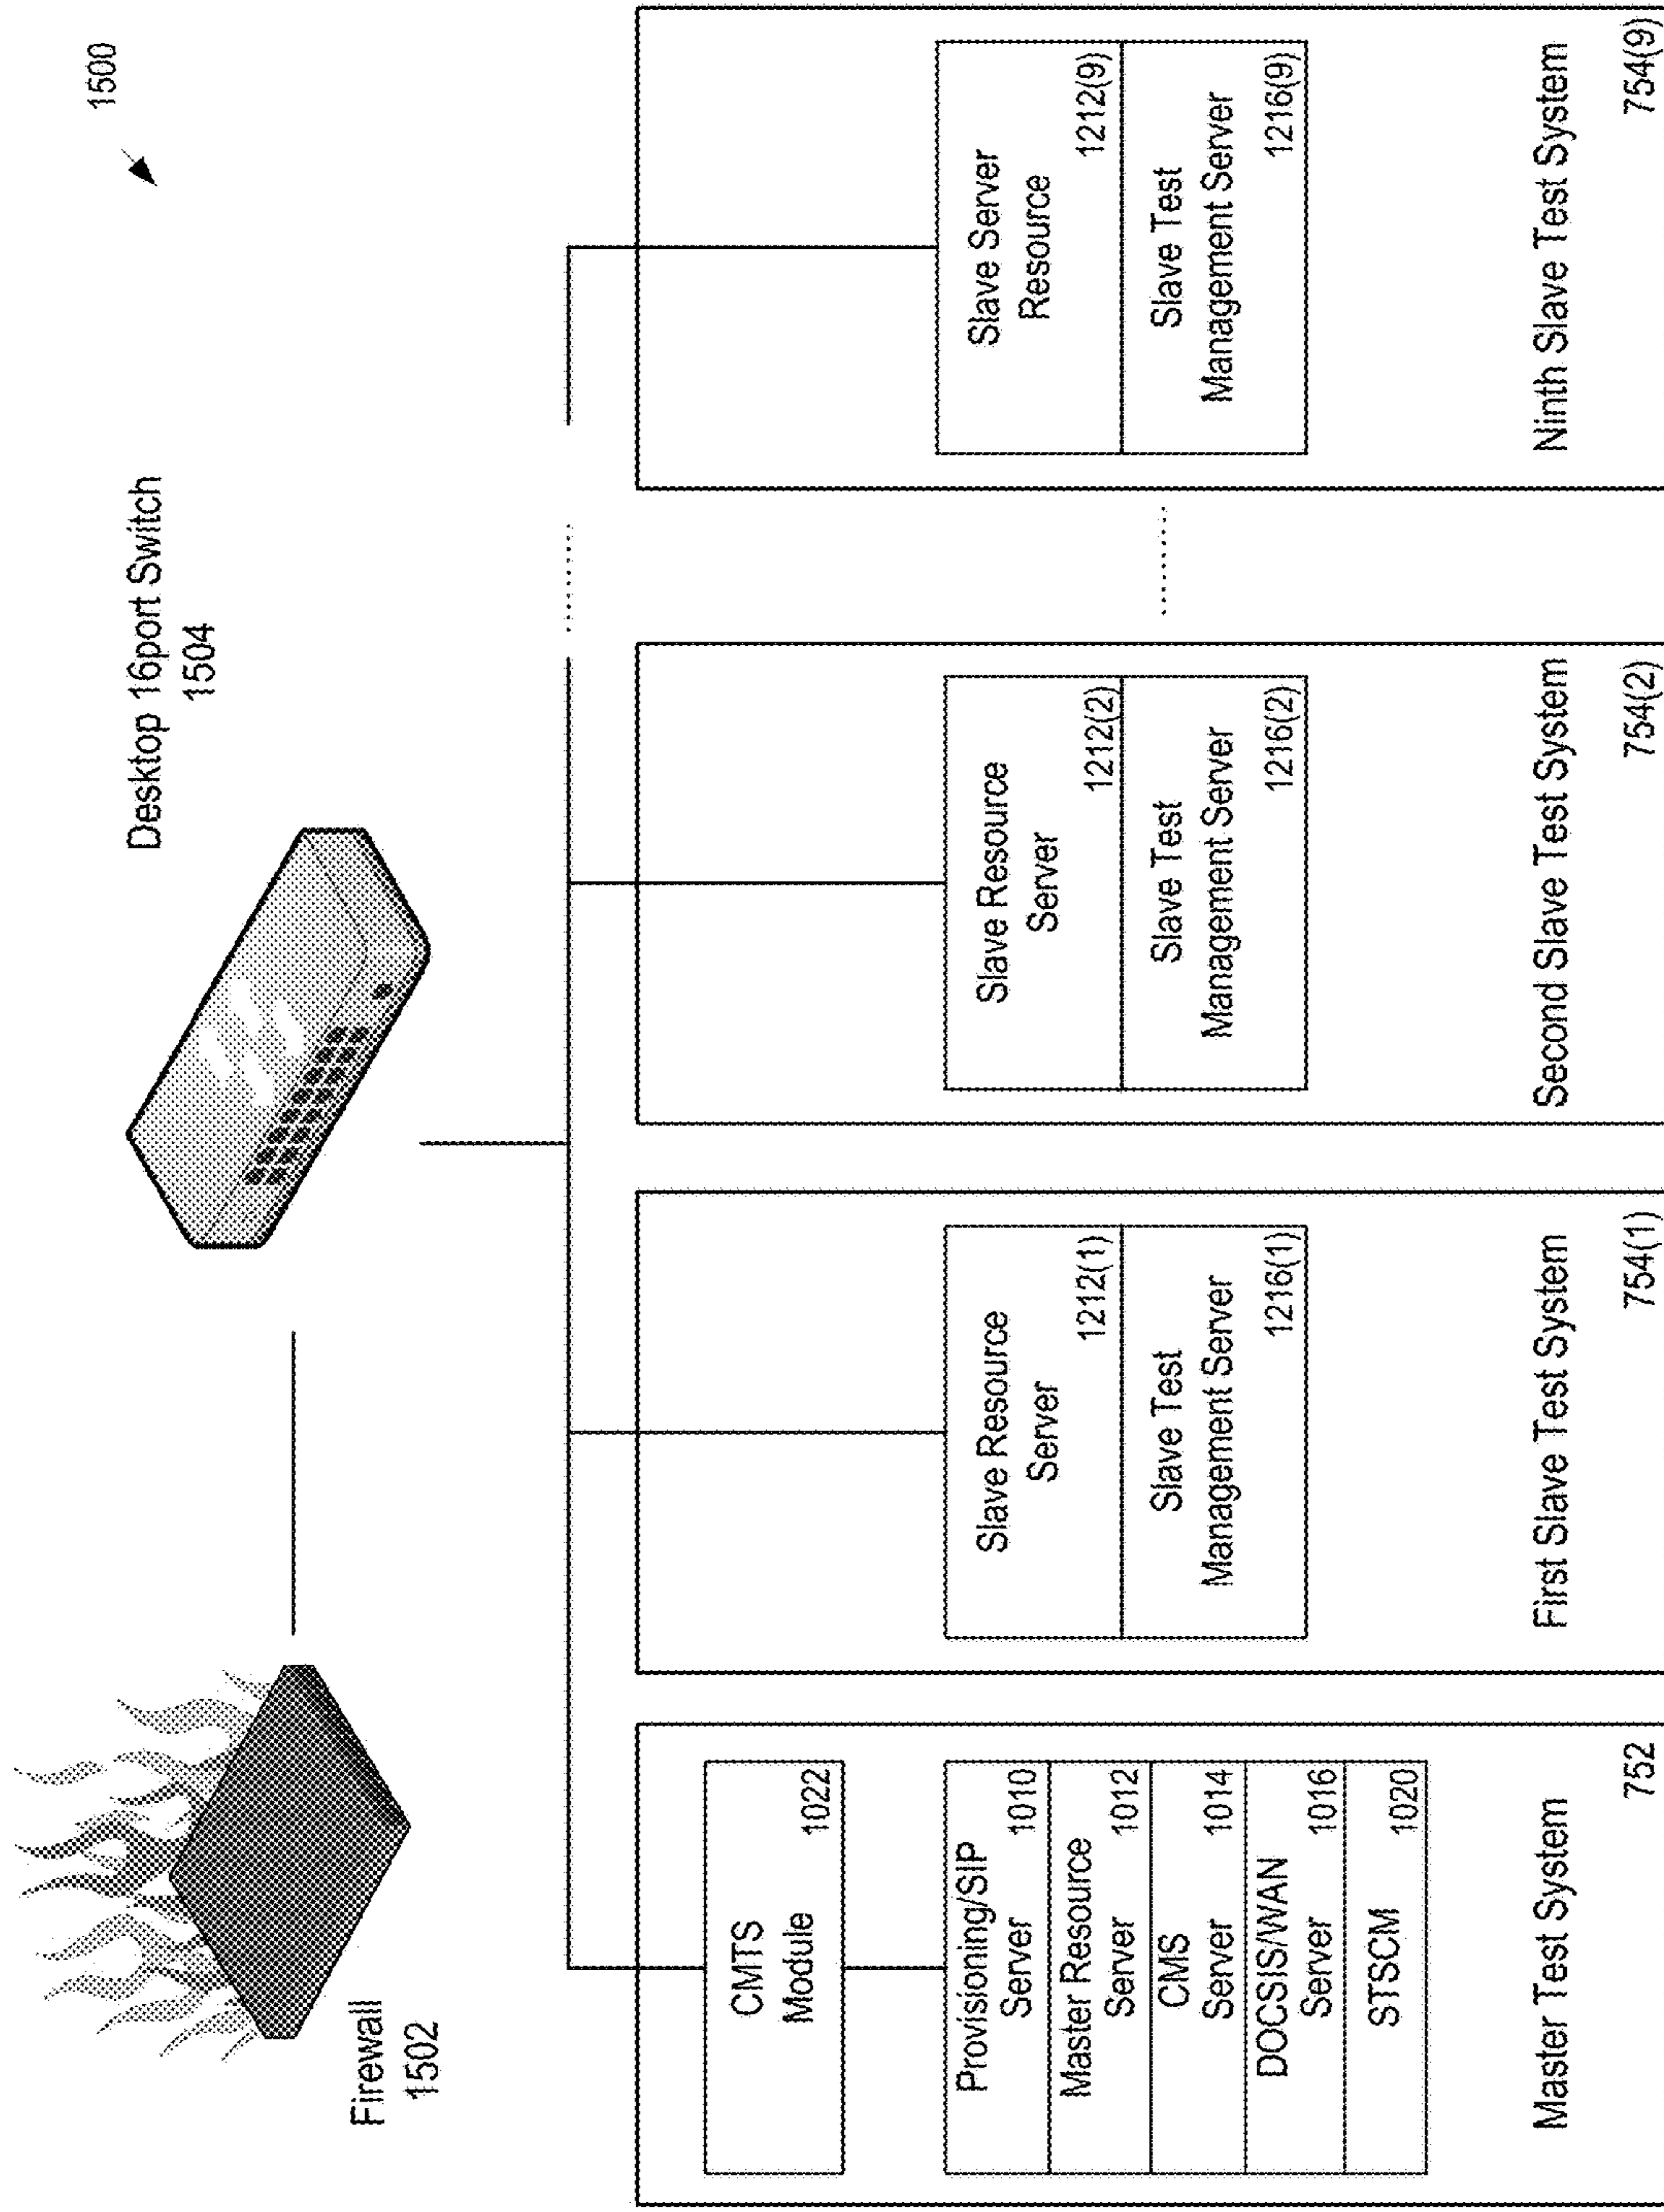 1500
Desktop 16port Switch
1504
Firewall
1502
CMTS
Module
1022
Provisioning/SIP
Server
1010
Master Resource
Server
1012
CMS
Server
1014
DOCSIS/WAN
Server
1016
STSCM
1020
Master Test System
752
Slave Resource
Server
1212(1)
Slave Test
Management Server
1216(1)
First Slave Test System
754(1)
Slave Resource
Server
1212(2)
Slave Test
Management Server
1216(2)
Second Slave Test System
754(2)
Slave Server
Resource
1212(9)
Slave Test
Management Server
1216(9)
Ninth Slave Test System
754(9)